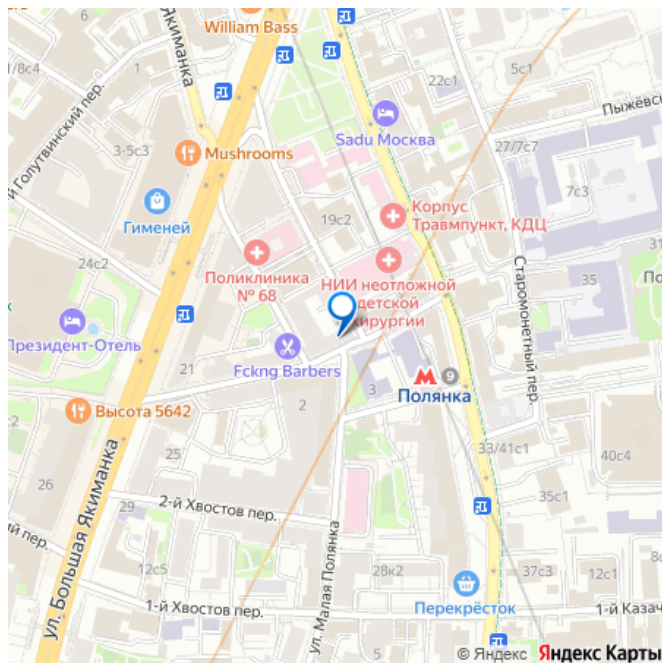 William Bass
1/8с4
1
Якиманка
22с1
5с1
Пыжёвс
й Голутвинский пер.
3-5с3
Mushrooms
Sadu Москва
27/7с7
7с3
Гименей
19с2
Корпус
Травмпункт, КДЦ
24с2
Поликлиника
№ 68
НИИ неотложной
детской
хирургии
31
35
По
Старомонетный пер.
Президент-Отель
21
Fckng Barbers
3
9
Полянка
Высота 5642
2
25
33/41с1
40с4
26
29
2-й Хвостов пер.
35с1
ул. Большая Якиманка
ул. Малая Полянка
пер.
12с5
28к2
37с3
12с1
Перекрёсток
1-й Хвостов пер.
1-й Казач
34
© Яндекс Яндекс Карты